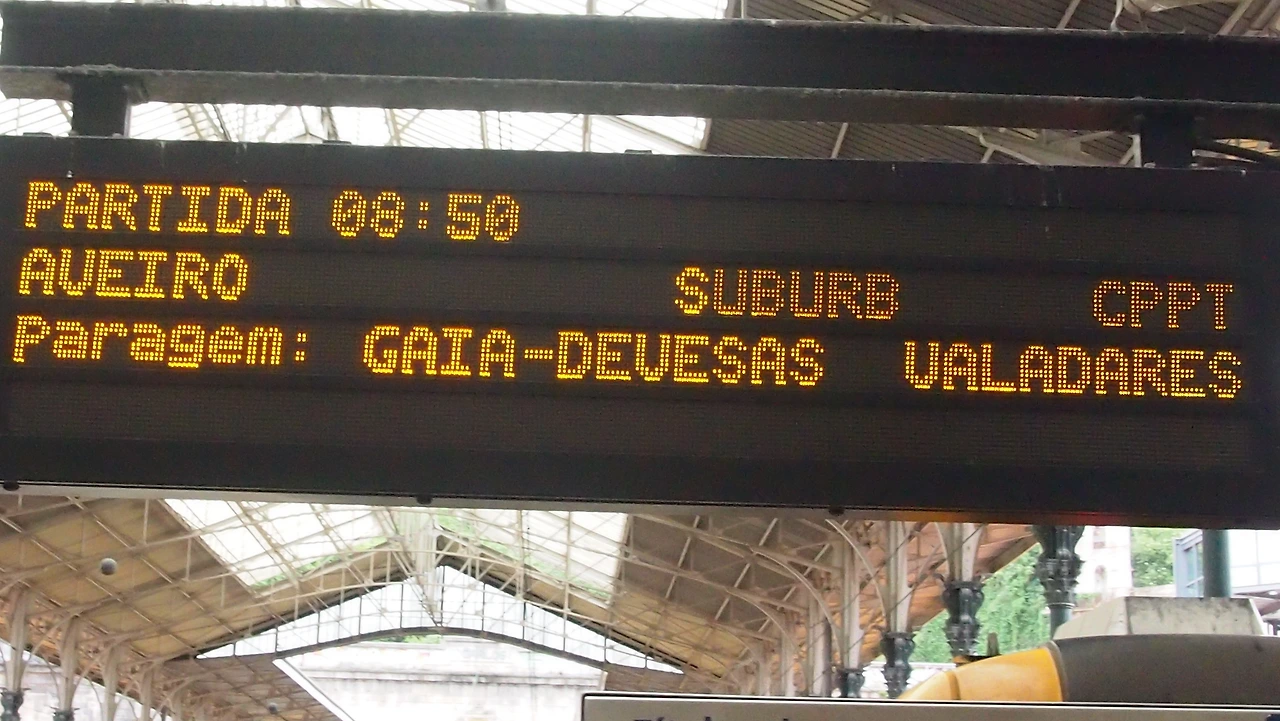 PARTIDA 08:50
AVEIRO SUBURB CPPT
Paragem: GAIA-DEVESAS VALADARES